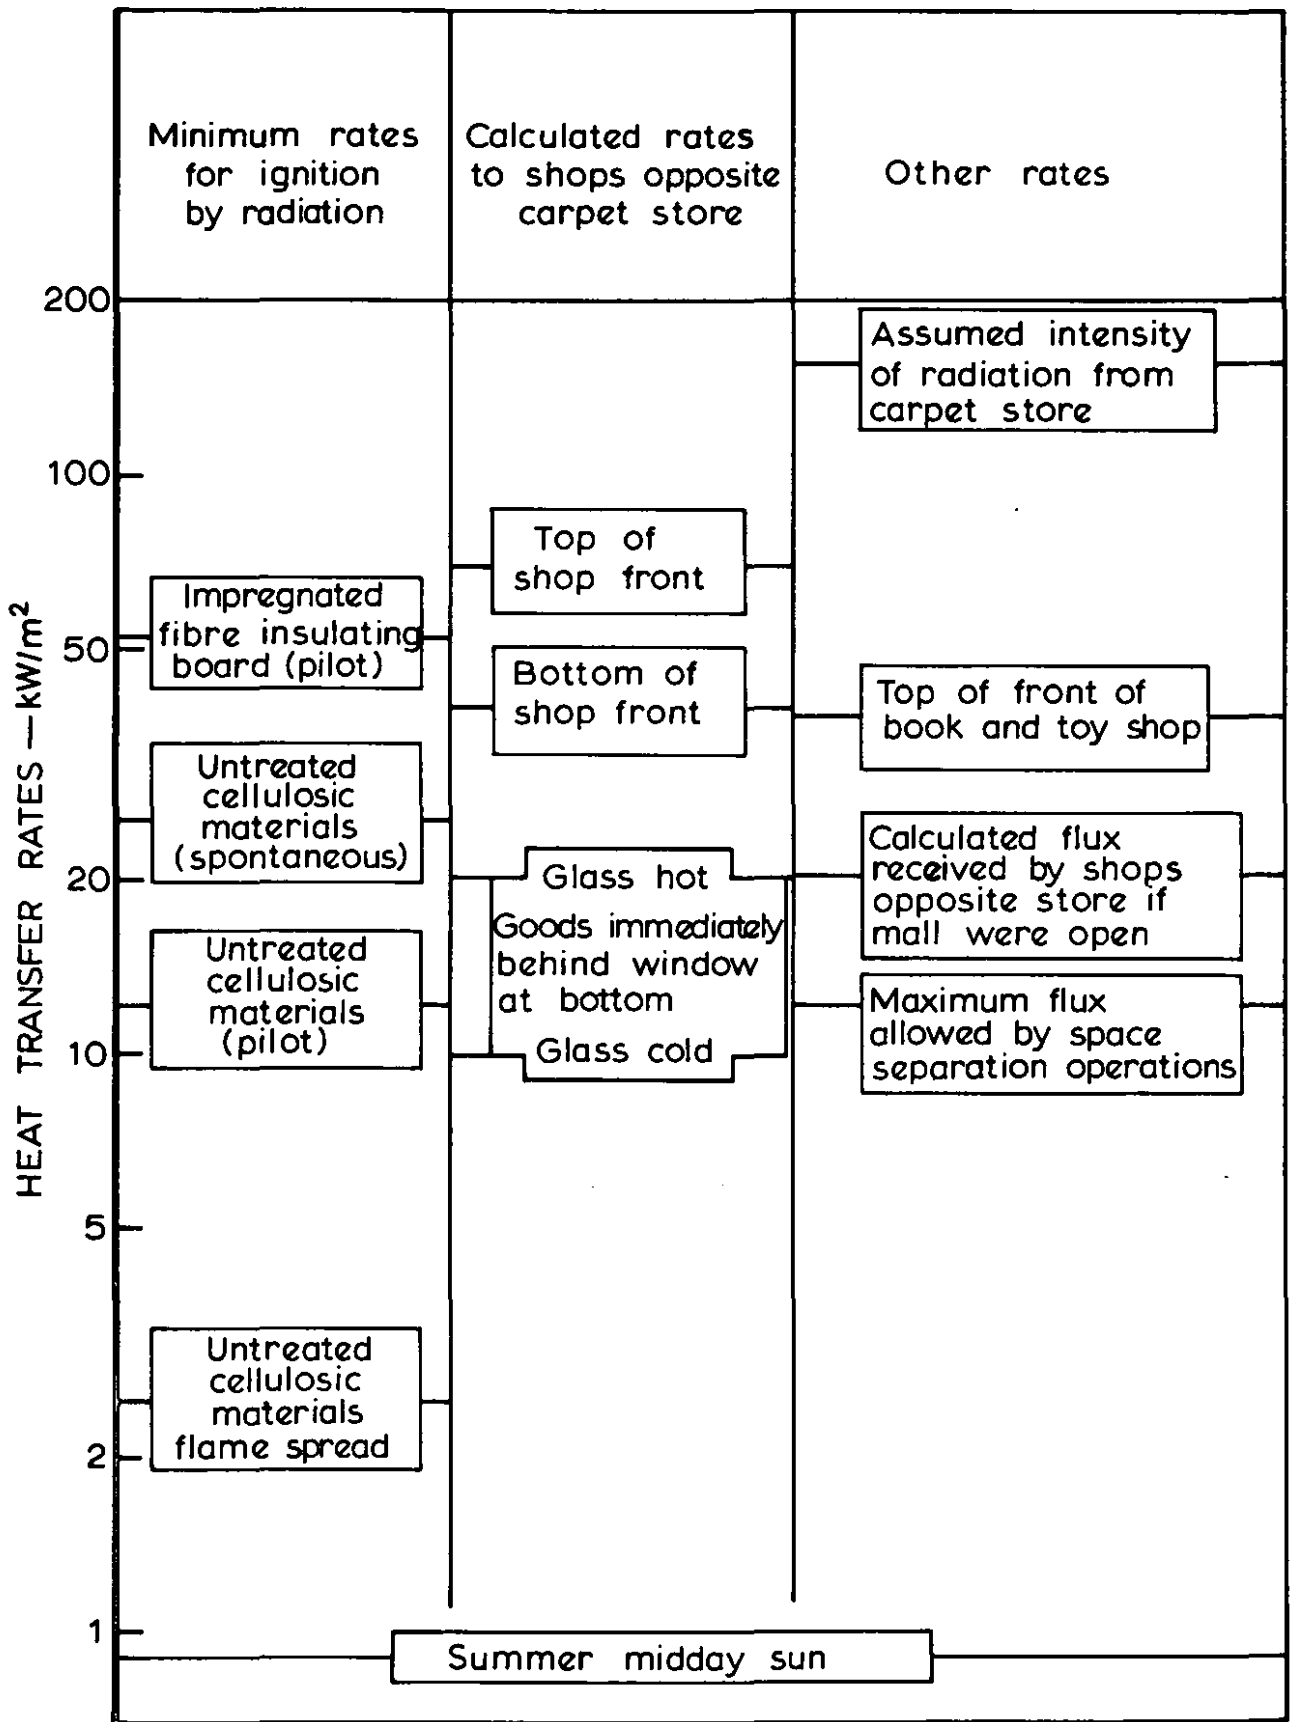 Minimum rates
for ignition
by radiation
Calculated rates
to shops opposite
carpet store
Other rates
HEAT TRANSFER RATES — kW/m²
200
100
50
20
10
5
2
1
Impregnated
fibre insulating
board (pilot)
Untreated
cellulosic
materials
(spontaneous)
Untreated
cellulosic
materials
(pilot)
Untreated
cellulosic
materials
flame spread
Top of
shop front
Bottom of
shop front
Glass hot
Goods immediately
behind window
at bottom
Glass cold
Assumed intensity
of radiation from
carpet store
Top of front of
book and toy shop
Calculated flux
received by shops
opposite store if
mall were open
Maximum flux
allowed by space
separation operations
Summer midday sun